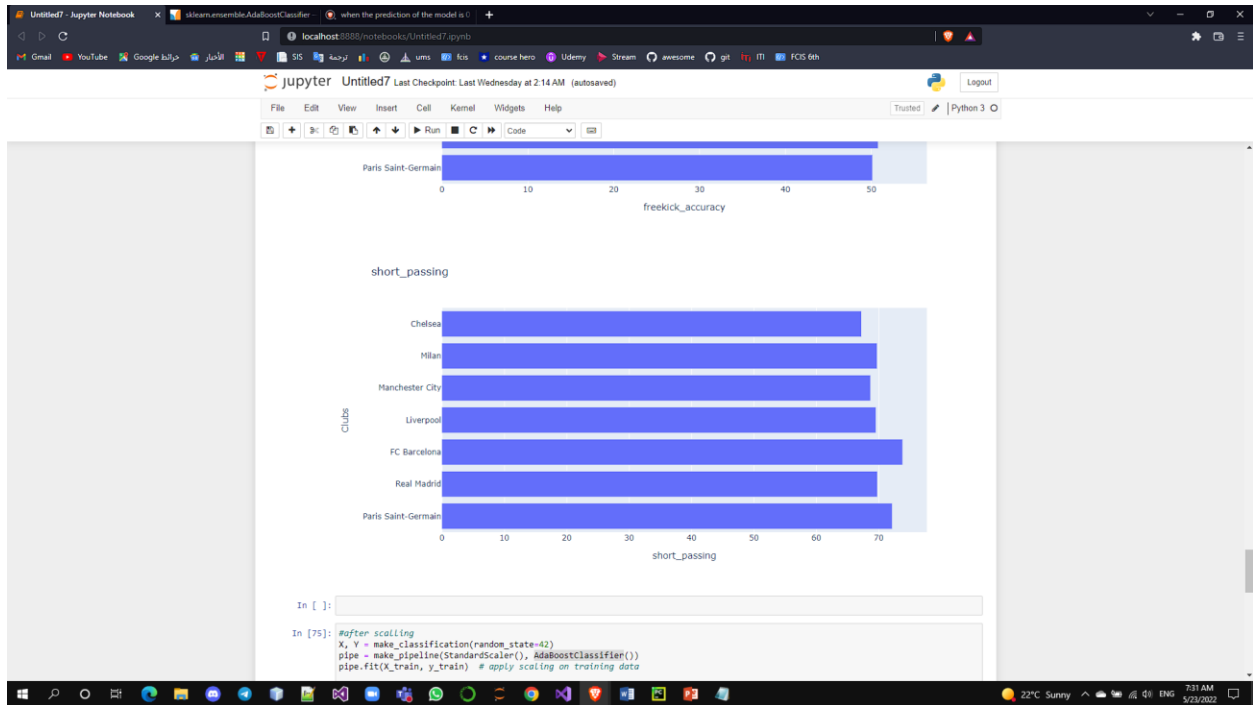 Untitled7 - Jupyter Notebook
sklearn.ensemble.AdaBoostClassifier -
when the prediction of the model is 0
localhost:8888/notebooks/Untitled7.ipynb
Gmail YouTube خرائط Google الأخبار SIS ترجمة ums fcis course hero Udemy Stream awesome git ITI FCIS 6th
jupyter Untitled7 Last Checkpoint: Last Wednesday at 2:14 AM (autosaved)
Logout
File Edit View Insert Cell Kernel Widgets Help
Trusted Python 3
Run Code
Paris Saint-Germain
0 10 20 30 40 50
freekick_accuracy
short_passing
Chelsea
Milan
Manchester City
Liverpool
Clubs
FC Barcelona
Real Madrid
Paris Saint-Germain
0 10 20 30 40 50 60 70
short_passing
In [ ]:
In [75]: #after scalling
X, Y = make_classification(random_state=42)
pipe = make_pipeline(StandardScaler(), AdaBoostClassifier())
pipe.fit(X_train, y_train) # apply scaling on training data
22°C Sunny ENG 7:31 AM
5/23/2022